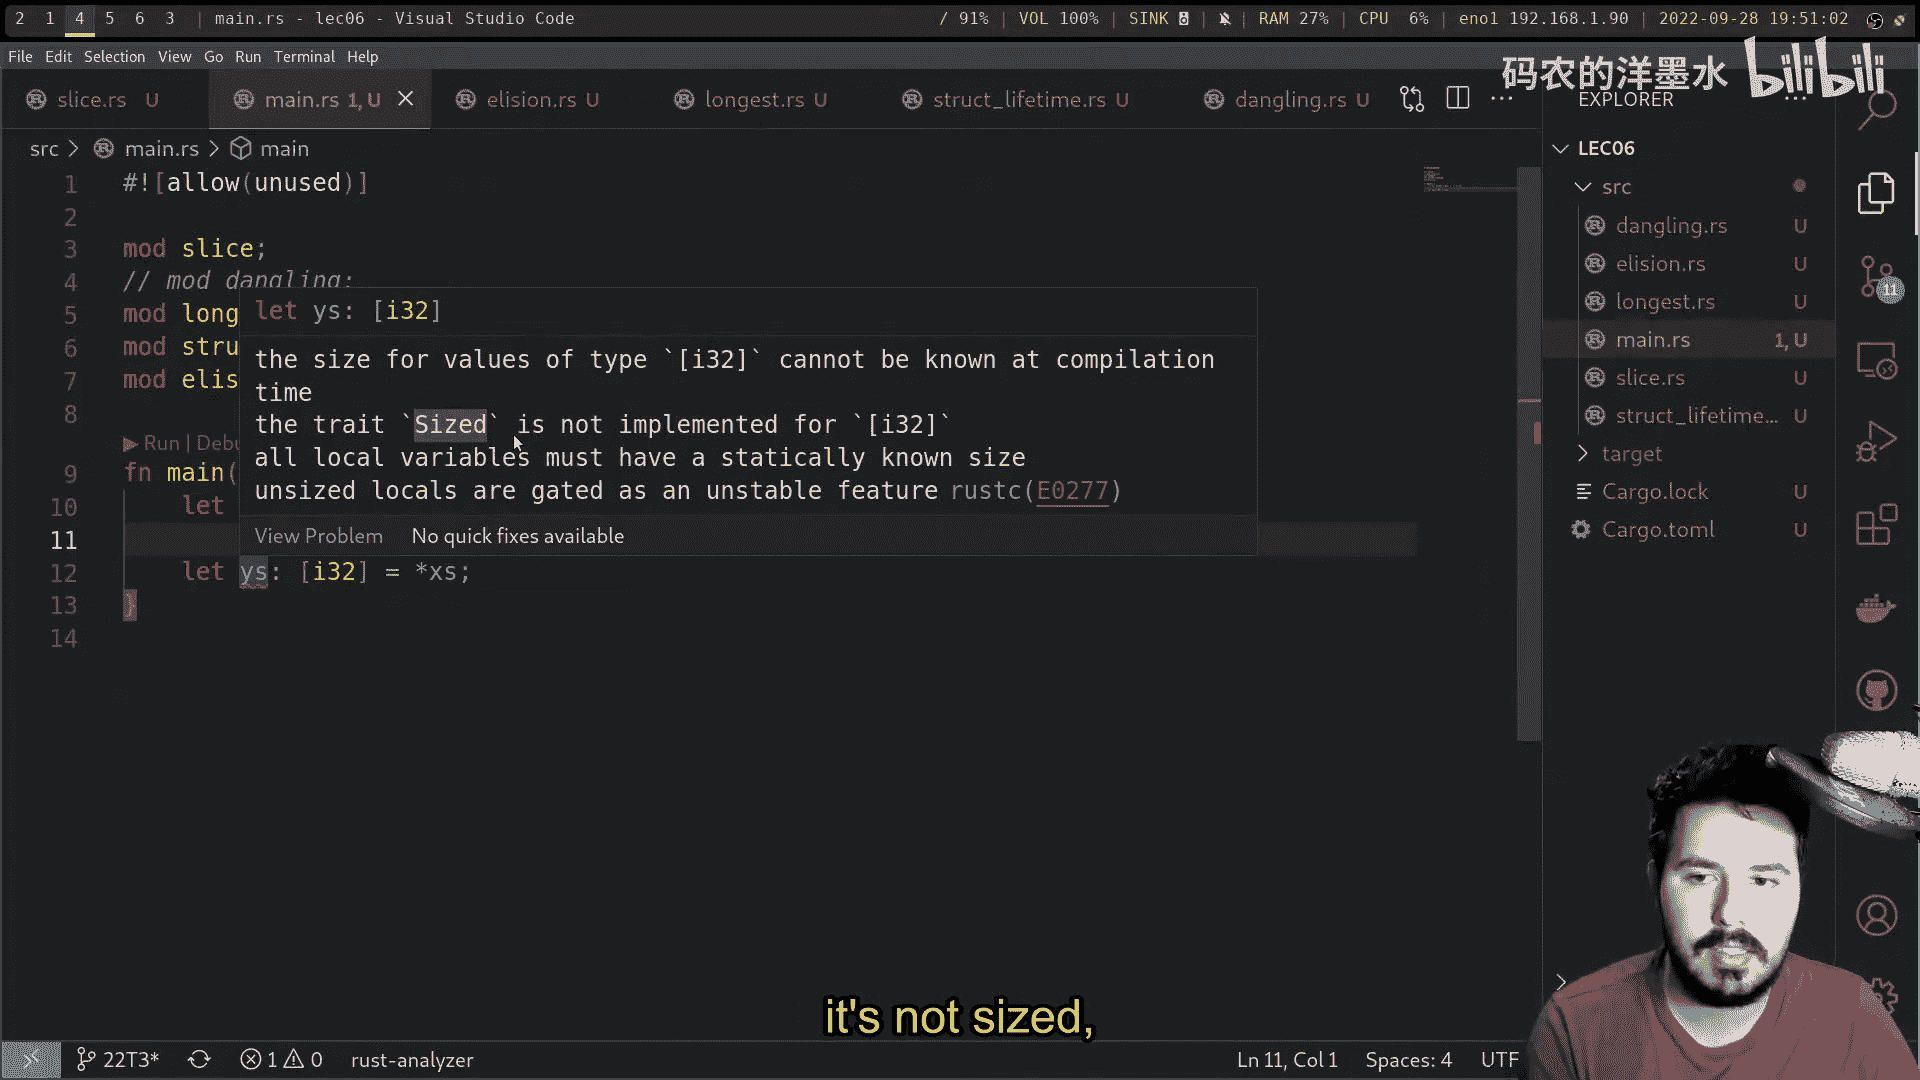 2 1 4 5 6 3 | main.rs - lec06 - Visual Studio Code
/ 91% | VOL 100% | SINK | | RAM 27% | CPU 6% | eno1 192.168.1.90 | 2022-09-28 19:51:02
File Edit Selection View Go Run Terminal Help
码农的洋墨水 bilibili
slice.rs U main.rs 1, U elision.rs U longest.rs U struct_lifetime.rs U dangling.rs U ···
EXPLORER ···
src > main.rs > main
1 #![allow(unused)]
2
3 mod slice;
4 // mod dangling;
5 mod long
6 mod stru
7 mod elis
8
Run | Debu
9 fn main(
10 let
11
12 let ys: [i32] = *xs;
13 }
14
let ys: [i32]
the size for values of type `[i32]` cannot be known at compilation
time
the trait `Sized` is not implemented for `[i32]`
all local variables must have a statically known size
unsized locals are gated as an unstable feature rustc(E0277)
View Problem No quick fixes available
LEC06
src
dangling.rs U
elision.rs U
longest.rs U
main.rs 1, U
slice.rs U
struct_lifetime... U
target
Cargo.lock U
Cargo.toml U
11
it's not sized,
22T3* 1 0 rust-analyzer
Ln 11, Col 1 Spaces: 4 UTF